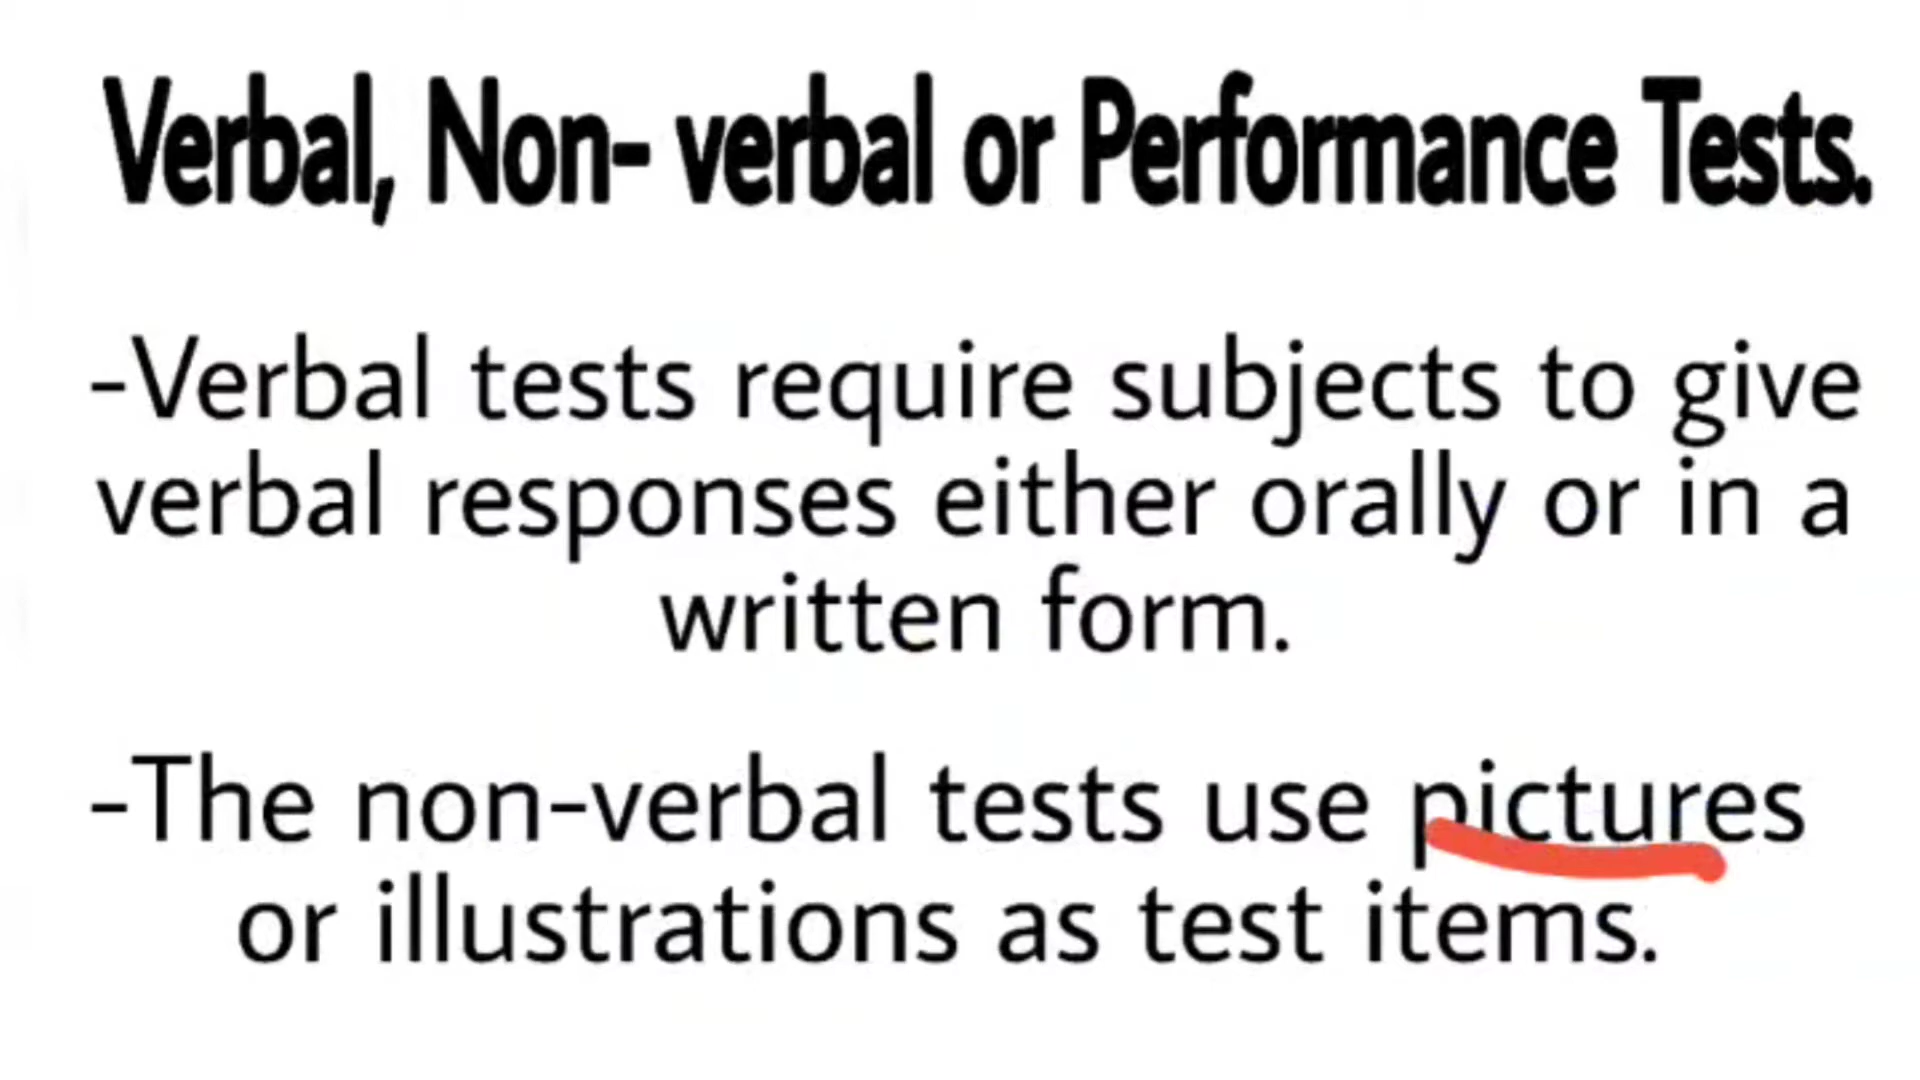 Verbal, Non- verbal or Performance Tests.
-Verbal tests require subjects to give
verbal responses either orally or in a
written form.
-The non-verbal tests use pictures
or illustrations as test items.